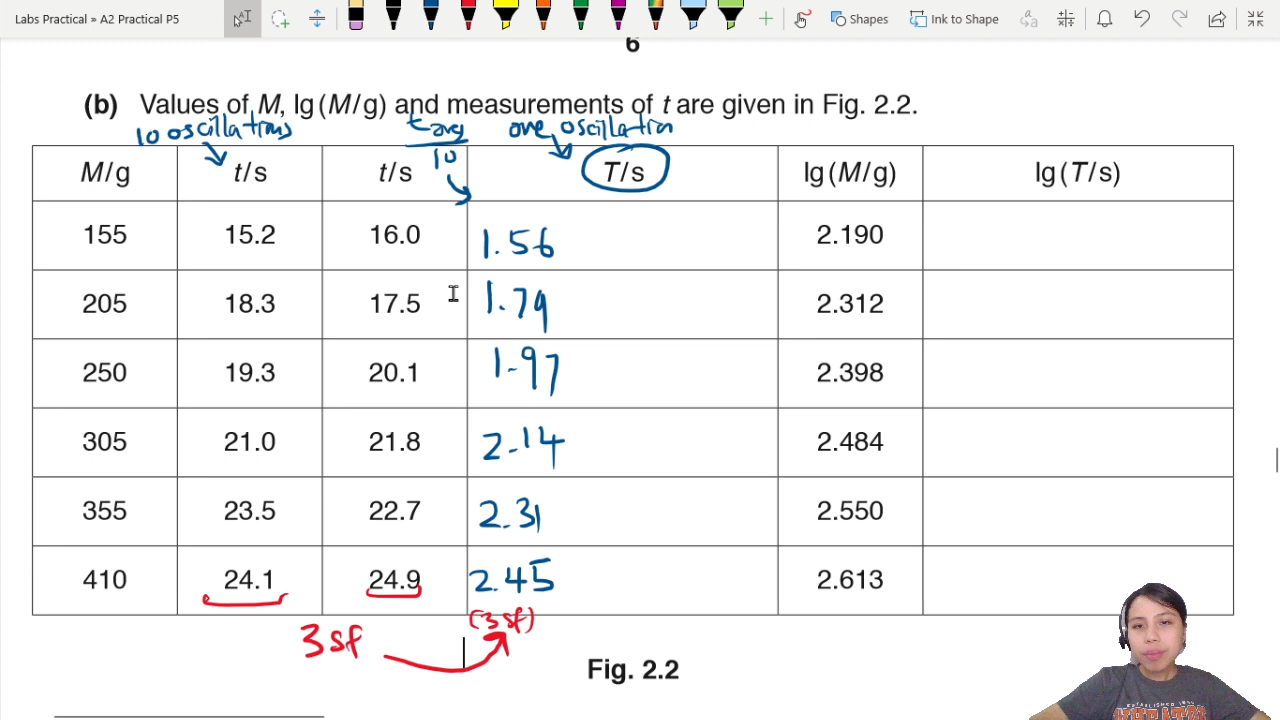 Labs Practical » A2 Practical P5
Shapes
Ink to Shape
6
(b) Values of M, lg (M/g) and measurements of t are given in Fig. 2.2.
10 oscillations
t avg
10
one oscillation
M/g t/s t/s T/s lg(M/g) lg(T/s)
155 15.2 16.0 1.56 2.190
205 18.3 17.5 1.79 2.312
250 19.3 20.1 1.97 2.398
305 21.0 21.8 2.14 2.484
355 23.5 22.7 2.31 2.550
410 24.1 24.9 2.45 2.613
(3 sf)
3 sf
Fig. 2.2